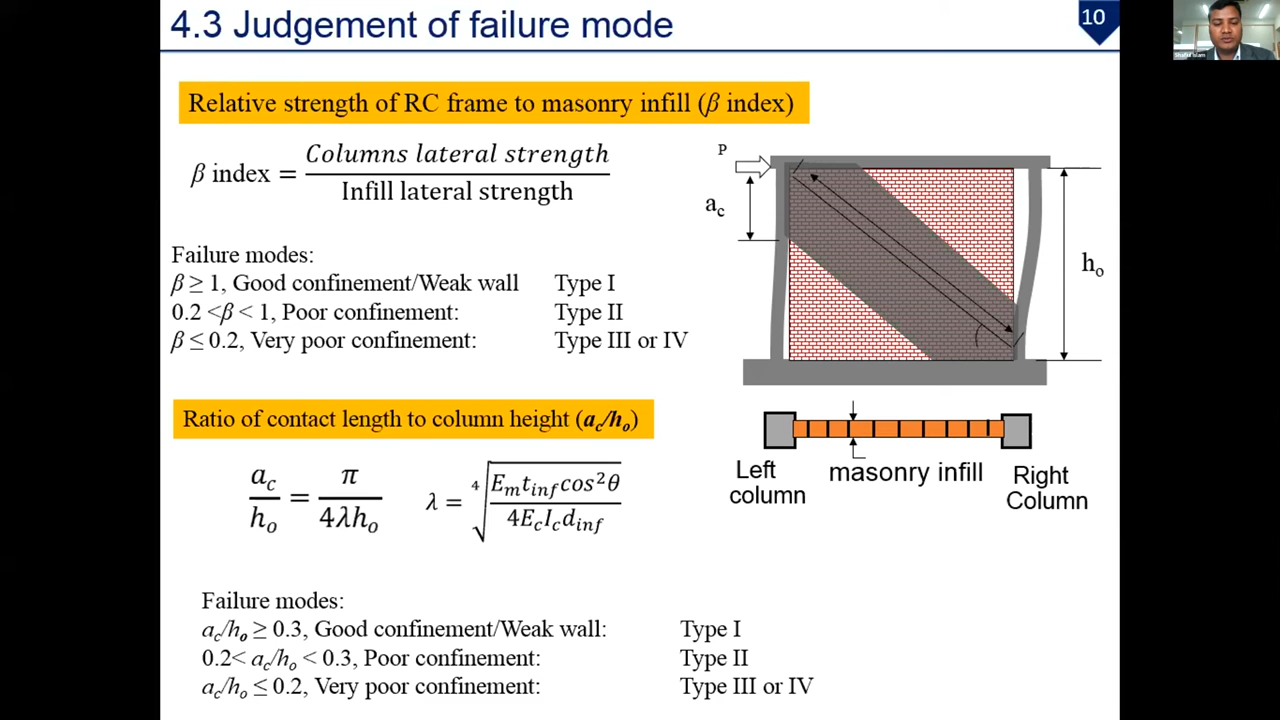 4.3 Judgement of failure mode
10
Shafiul Islam
Relative strength of RC frame to masonry infill (β index)
β index = Columns lateral strength / Infill lateral strength
Failure modes:
β ≥ 1, Good confinement/Weak wall Type I
0.2 <β < 1, Poor confinement: Type II
β ≤ 0.2, Very poor confinement: Type III or IV
P
a_c
h_o
Ratio of contact length to column height (a_c/h_o)
a_c/h_o = π/4λh_o λ = ⁴√(E_m t_inf cos²θ / 4E_c I_c d_inf)
Left column
masonry infill
Right Column
Failure modes:
a_c/h_o ≥ 0.3, Good confinement/Weak wall: Type I
0.2< a_c/h_o < 0.3, Poor confinement: Type II
a_c/h_o ≤ 0.2, Very poor confinement: Type III or IV